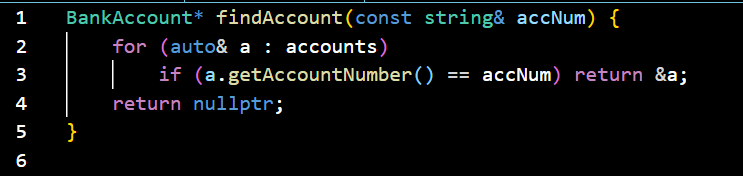 1 BankAccount* findAccount(const string& accNum) {
2     for (auto& a : accounts)
3         if (a.getAccountNumber() == accNum) return &a;
4     return nullptr;
5 }
6